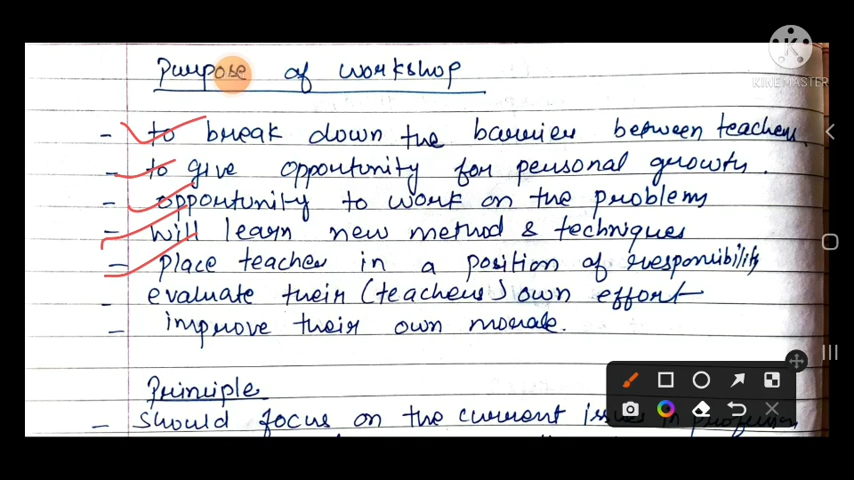 Purpose of workshop
KINEMASTER
- to break down the barrier between teachers.
- to give opportunity for personal growth.
- opportunity to work on the problems
- will learn new method & techniques
- place teacher in a position of responsibility
- evaluate their (teachers) own effort
- improve their own morale.
Principle
- should focus on the current issues in